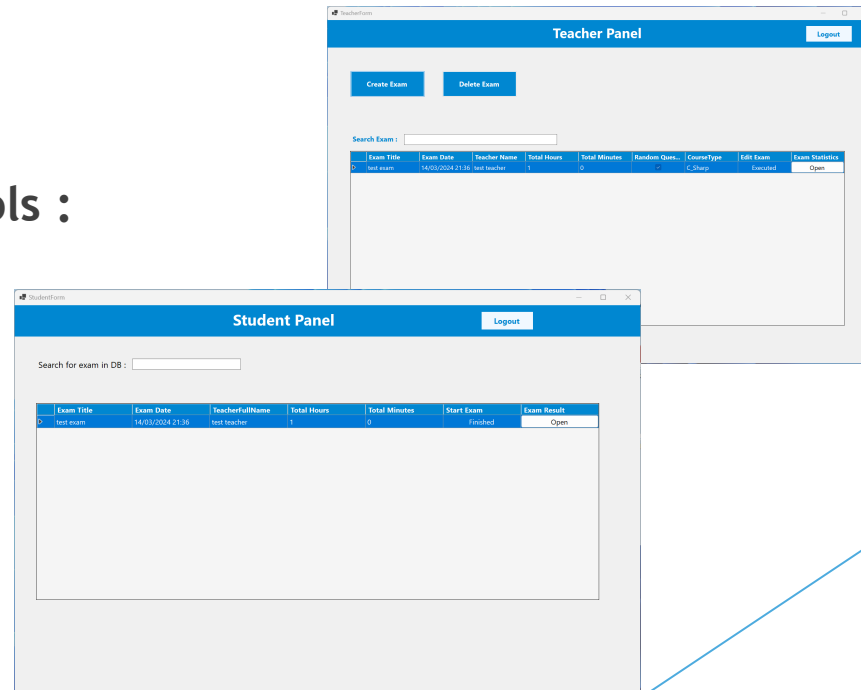 TeacherForm
Teacher Panel
Logout
Create Exam
Delete Exam
Search Exam :
Exam Title Exam Date Teacher Name Total Hours Total Minutes Random Ques... CourseType Edit Exam Exam Statistics
test exam 14/03/2024 21:36 test teacher 1 0 C_Sharp Executed Open
ols :
StudentForm
Student Panel
Logout
Search for exam in DB :
Exam Title Exam Date TeacherFullName Total Hours Total Minutes Start Exam Exam Result
test exam 14/03/2024 21:36 test teacher 1 0 Finished Open